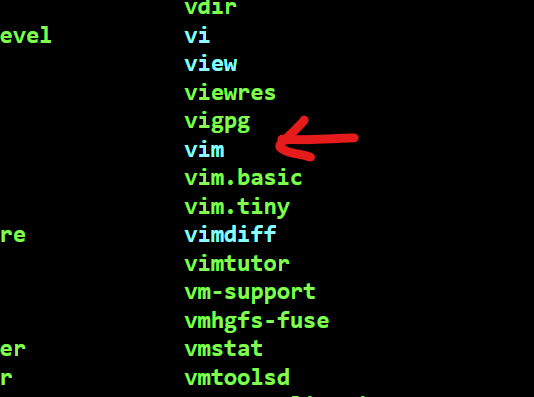 vdir
evel vi
view
viewres
vigpg
vim
vim.basic
vim.tiny
re vimdiff
vimtutor
vm-support
vmhgfs-fuse
er vmstat
r vmtoolsd